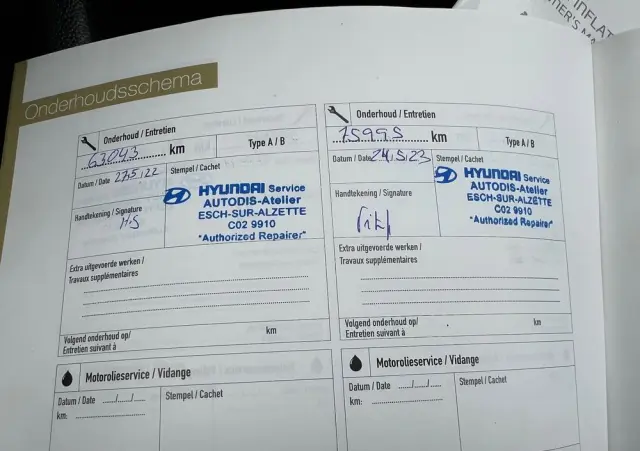 INFLAT
NER'S MA
Onderhoudsschema
Onderhoud / Entretien
63043 km
Type A / B
Datum / Date 27,5,22
Stempel / Cachet
HYUNDAI Service
AUTODIS-Atelier
ESCH-SUR-ALZETTE
C02 9910
"Authorized Repairer"
Handtekening / Signature
Extra uitgevoerde werken /
Travaux supplémentaires
Volgend onderhoud op/
Entretien suivant à
km
Motorolieservice / Vidange
Datum / Date ...../...../.....
Stempel / Cachet
km:
Onderhoud / Entretien
75995 km
Type A / B
Datum / Date 24,5,23
Stempel / Cachet
HYUNDAI Service
AUTODIS-Atelier
ESCH-SUR-ALZETTE
C02 9910
"Authorized Repairer"
Handtekening / Signature
Extra uitgevoerde werken /
Travaux supplémentaires
Volgend onderhoud op/
Entretien suivant à
km
Motorolieservice / Vidange
Datum / Date ...../...../.....
Stempel / Cachet
km: